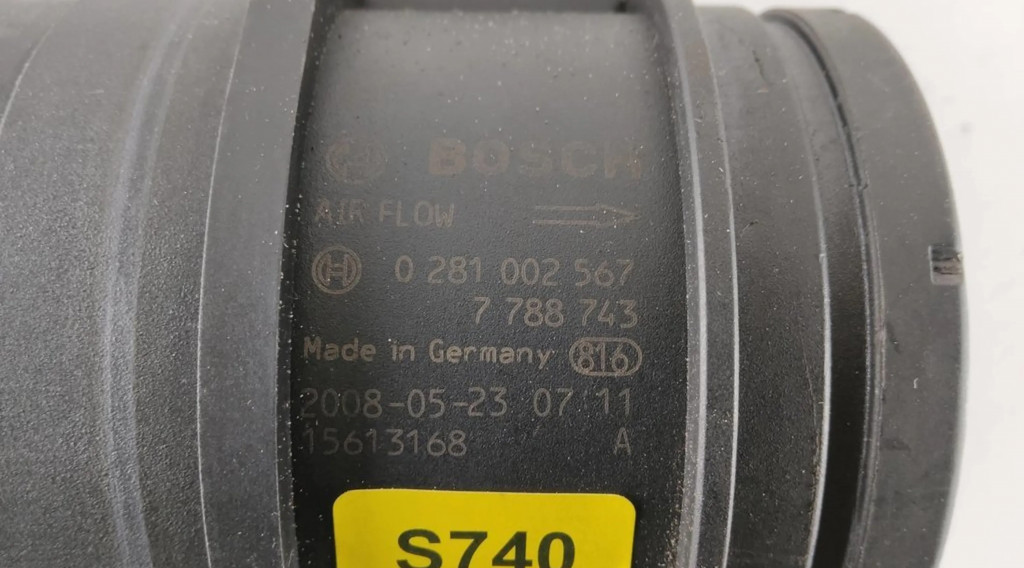 BOSCH
AIR FLOW
0 281 002 567
7 788 743
Made in Germany 816
2008-05-23 07:11
15613168 A
S740